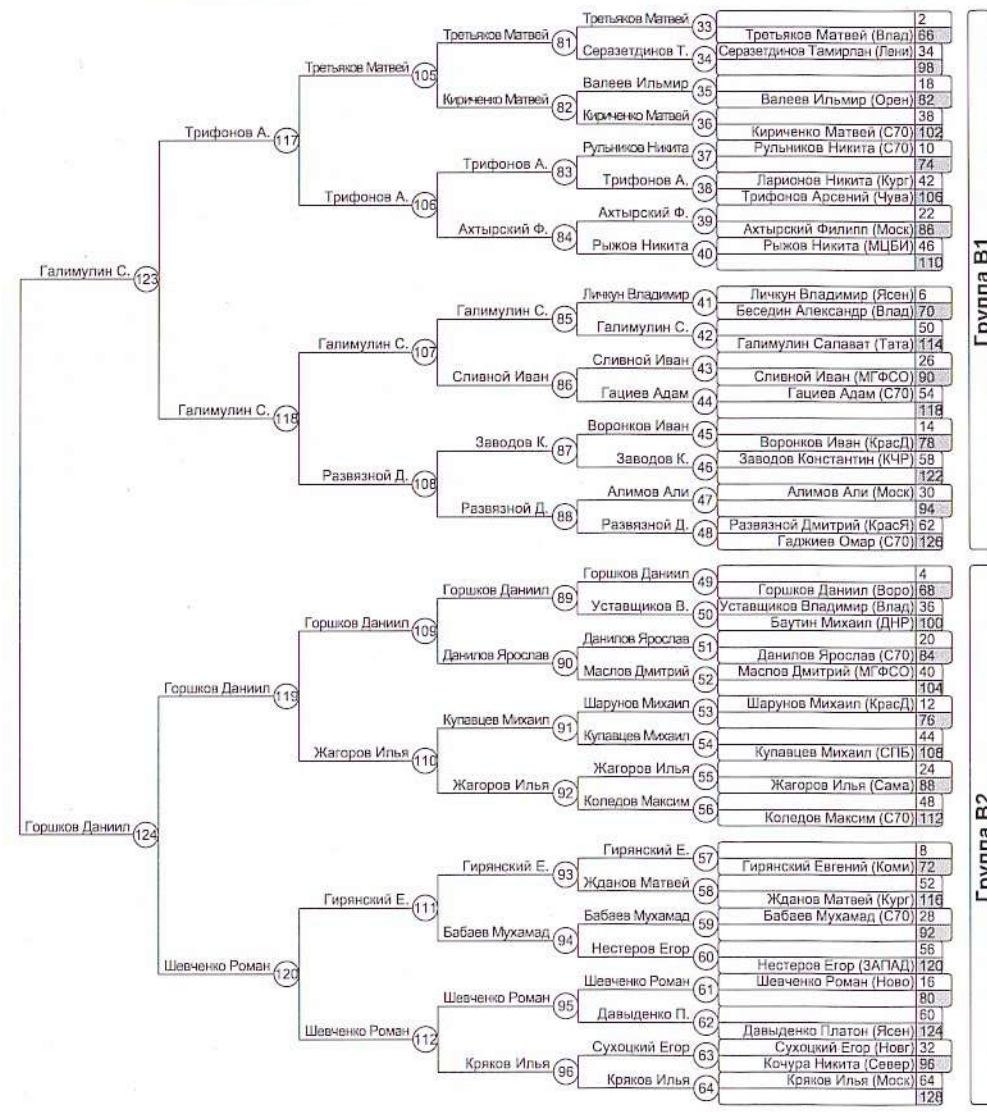 Третьяков Матвей 33 2
Третьяков Матвей 81 Третьяков Матвей (Влад) 66
Серазетдинов Т. 34 Серазетдинов Тамирлан (Лени) 34
Третьяков Матвей 105 98
Валеев Ильмир 35 18
Кириченко Матвей 82 Валеев Ильмир (Орен) 82
Кириченко Матвей 36 38
Кириченко Матвей (С70) 102
Трифонов А. 117
Рульников Никита 37 Рульников Никита (С70) 10
Трифонов А. 83 74
Трифонов А. 38 Ларионов Никита (Кург) 42
Трифонов А. 106 Трифонов Арсений (Чува) 106
Ахтырский Ф. 39 22
Ахтырский Ф. 84 Ахтырский Филипп (Моск) 86
Рыжов Никита 40 Рыжов Никита (МЦБИ) 46
110
Галимулин С. 123
Личкун Владимир 41 Личкун Владимир (Ясен) 6
Галимулин С. 85 Беседин Александр (Влад) 70
Галимулин С. 42 50
Галимулин С. 107 Галимулин Салават (Тата) 114
Сливной Иван 43 26
Сливной Иван 86 Сливной Иван (МГФСО) 90
Гациев Адам 44 Гациев Адам (С70) 54
118
Галимулин С. 118
Воронков Иван 45 14
Заводов К. 87 Воронков Иван (КрасД) 78
Заводов К. 46 Заводов Константин (КЧР) 58
Развязной Д. 108 122
Алимов Али 47 Алимов Али (Моск) 30
Развязной Д. 88 94
Развязной Д. 48 Развязной Дмитрий (КрасЯ) 62
Гаджиев Омар (С70) 126
Группа В1
Горшков Даниил 49 4
Горшков Даниил 89 Горшков Даниил (Воро) 68
Уставщиков В. 50 Уставщиков Владимир (Влад) 36
Горшков Даниил 109 Баутин Михаил (ДНР) 100
Данилов Ярослав 51 20
Данилов Ярослав 90 Данилов Ярослав (С70) 84
Маслов Дмитрий 52 Маслов Дмитрий (МГФСО) 40
104
Горшков Даниил 119
Шарунов Михаил 53 Шарунов Михаил (КрасД) 12
Купавцев Михаил 91 76
Купавцев Михаил 54 44
Жагоров Илья 110 Купавцев Михаил (СПБ) 108
Жагоров Илья 55 24
Жагоров Илья 92 Жагоров Илья (Сама) 88
Коледов Максим 56 48
Коледов Максим (С70) 112
Горшков Даниил 124
Гирянский Е. 57 8
Гирянский Е. 93 Гирянский Евгений (Коми) 72
Жданов Матвей 58 52
Гирянский Е. 111 Жданов Матвей (Кург) 116
Бабаев Мухамад 59 Бабаев Мухамад (С70) 28
Бабаев Мухамад 94 92
Нестеров Егор 60 56
Нестеров Егор (ЗАПАД) 120
Шевченко Роман 120
Шевченко Роман 61 Шевченко Роман (Ново) 16
Шевченко Роман 95 80
Давыденко П. 62 60
Шевченко Роман 112 Давыденко Платон (Ясен) 124
Сухоцкий Егор 63 Сухоцкий Егор (Новг) 32
Кряков Илья 96 Кочура Никита (Север) 96
Кряков Илья 64 Кряков Илья (Моск) 64
128
Группа В2